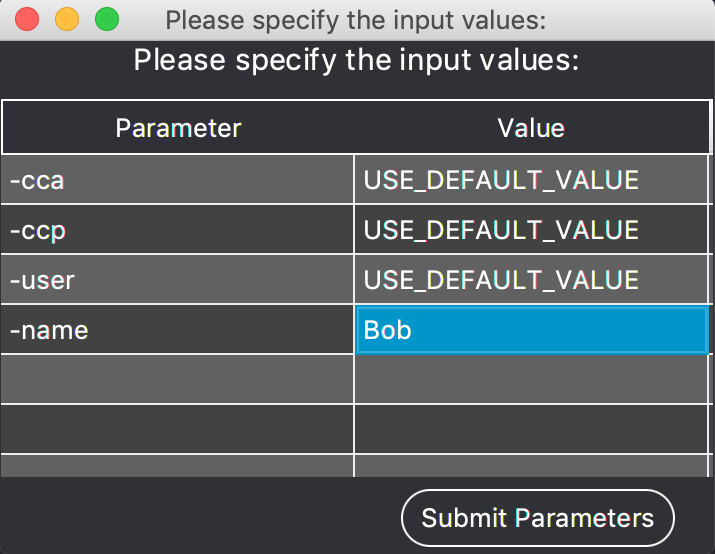 Please specify the input values:
Please specify the input values:
Parameter Value
-cca USE_DEFAULT_VALUE
-ccp USE_DEFAULT_VALUE
-user USE_DEFAULT_VALUE
-name Bob
Submit Parameters